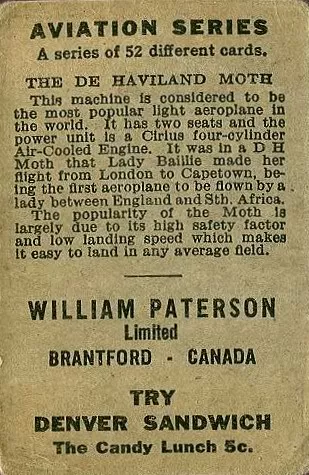 AVIATION SERIES
A series of 52 different cards.
THE DE HAVILAND MOTH
This machine is considered to be
the most popular light aeroplane in
the world. It has two seats and the
power unit is a Cirius four-cylinder
Air-Cooled Engine. It was in a D H
Moth that Lady Baillie made her
flight from London to Capetown, be-
ing the first aeroplane to be flown by a
lady between England and Sth. Africa.
The popularity of the Moth is
largely due to its high safety factor
and low landing speed which makes
it easy to land in any average field.
WILLIAM PATERSON
Limited
BRANTFORD - CANADA
TRY
DENVER SANDWICH
The Candy Lunch 5c.